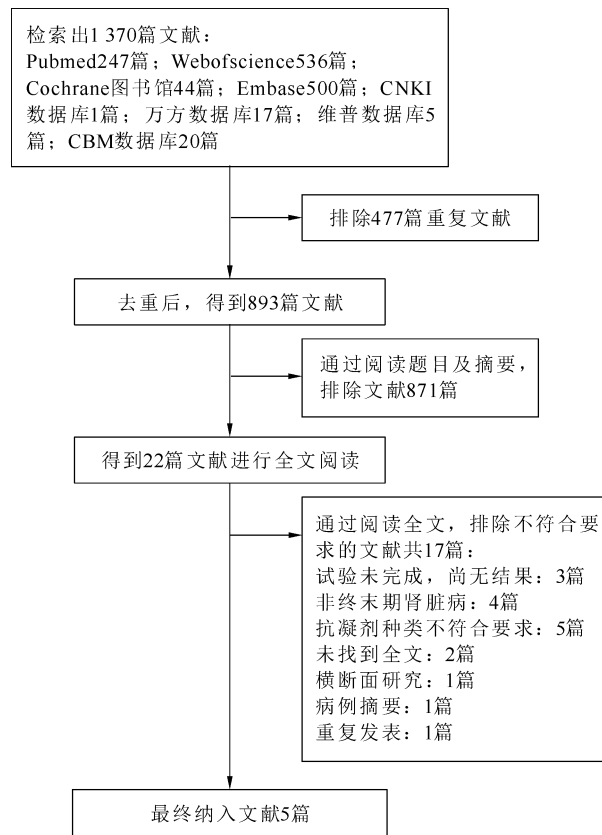 检索出1 370篇文献：
Pubmed247篇；Webofscience536篇；
Cochrane图书馆44篇；Embase500篇；CNKI
数据库1篇；万方数据库17篇；维普数据库5
篇；CBM数据库20篇
排除477篇重复文献
去重后，得到893篇文献
通过阅读题目及摘要，
排除文献871篇
得到22篇文献进行全文阅读
通过阅读全文，排除不符合要
求的文献共17篇：
试验未完成，尚无结果：3篇
非终末期肾脏病：4篇
抗凝剂种类不符合要求：5篇
未找到全文：2篇
横断面研究：1篇
病例摘要：1篇
重复发表：1篇
最终纳入文献5篇